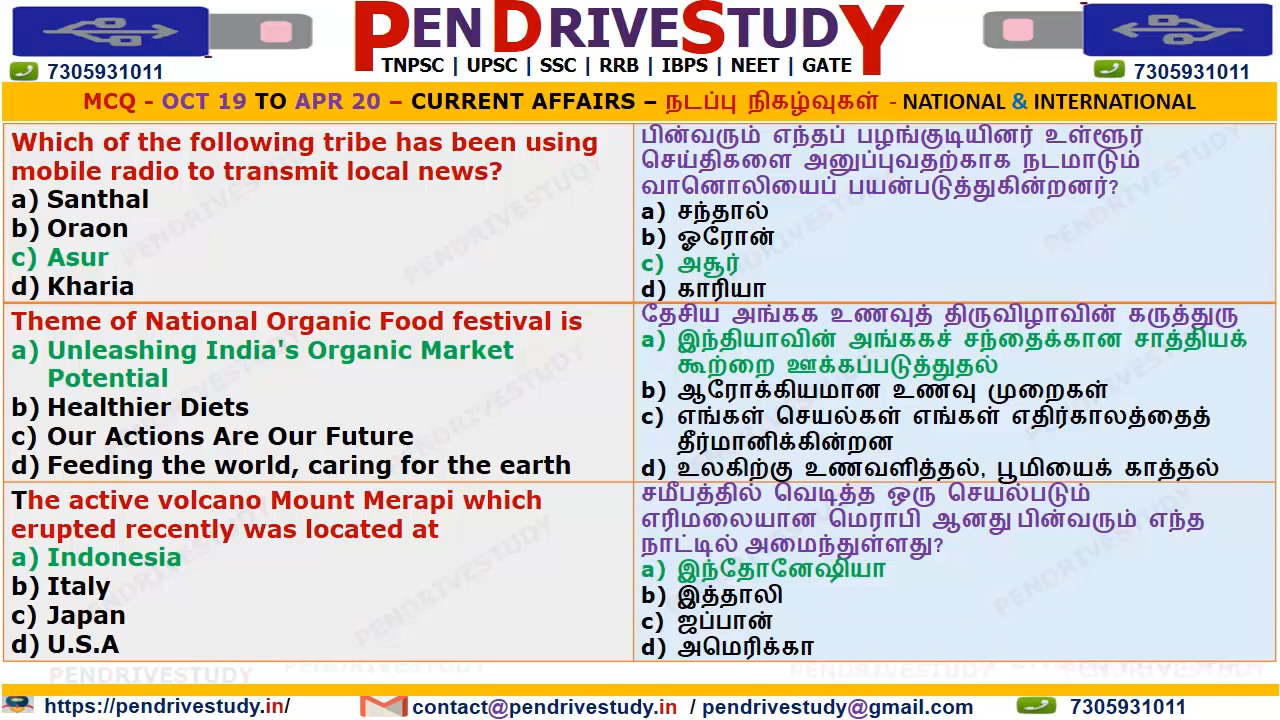 PENDRIVESTUDY
TNPSC | UPSC | SSC | RRB | IBPS | NEET | GATE
7305931011
7305931011
MCQ - OCT 19 TO APR 20 – CURRENT AFFAIRS – நடப்பு நிகழ்வுகள் - NATIONAL & INTERNATIONAL
Which of the following tribe has been using
mobile radio to transmit local news?
a) Santhal
b) Oraon
c) Asur
d) Kharia
பின்வரும் எந்தப் பழங்குடியினர் உள்ளூர்
செய்திகளை அனுப்புவதற்காக நடமாடும்
வானொலியைப் பயன்படுத்துகின்றனர்?
a) சந்தால்
b) ஓரோன்
c) அசூர்
d) காரியா
Theme of National Organic Food festival is
a) Unleashing India's Organic Market
Potential
b) Healthier Diets
c) Our Actions Are Our Future
d) Feeding the world, caring for the earth
தேசிய அங்கக உணவுத் திருவிழாவின் கருத்துரு
a) இந்தியாவின் அங்ககச் சந்தைக்கான சாத்தியக்
கூற்றை ஊக்கப்படுத்துதல்
b) ஆரோக்கியமான உணவு முறைகள்
c) எங்கள் செயல்கள் எங்கள் எதிர்காலத்தைத்
தீர்மானிக்கின்றன
d) உலகிற்கு உணவளித்தல், பூமியைக் காத்தல்
The active volcano Mount Merapi which
erupted recently was located at
a) Indonesia
b) Italy
c) Japan
d) U.S.A
சமீபத்தில் வெடித்த ஒரு செயல்படும்
எரிமலையான மெராபி ஆனது பின்வரும் எந்த
நாட்டில் அமைந்துள்ளது?
a) இந்தோனேஷியா
b) இத்தாலி
c) ஜப்பான்
d) அமெரிக்கா
PENDRIVESTUDY
https://pendrivestudy.in/
contact@pendrivestudy.in / pendrivestudy@gmail.com
7305931011